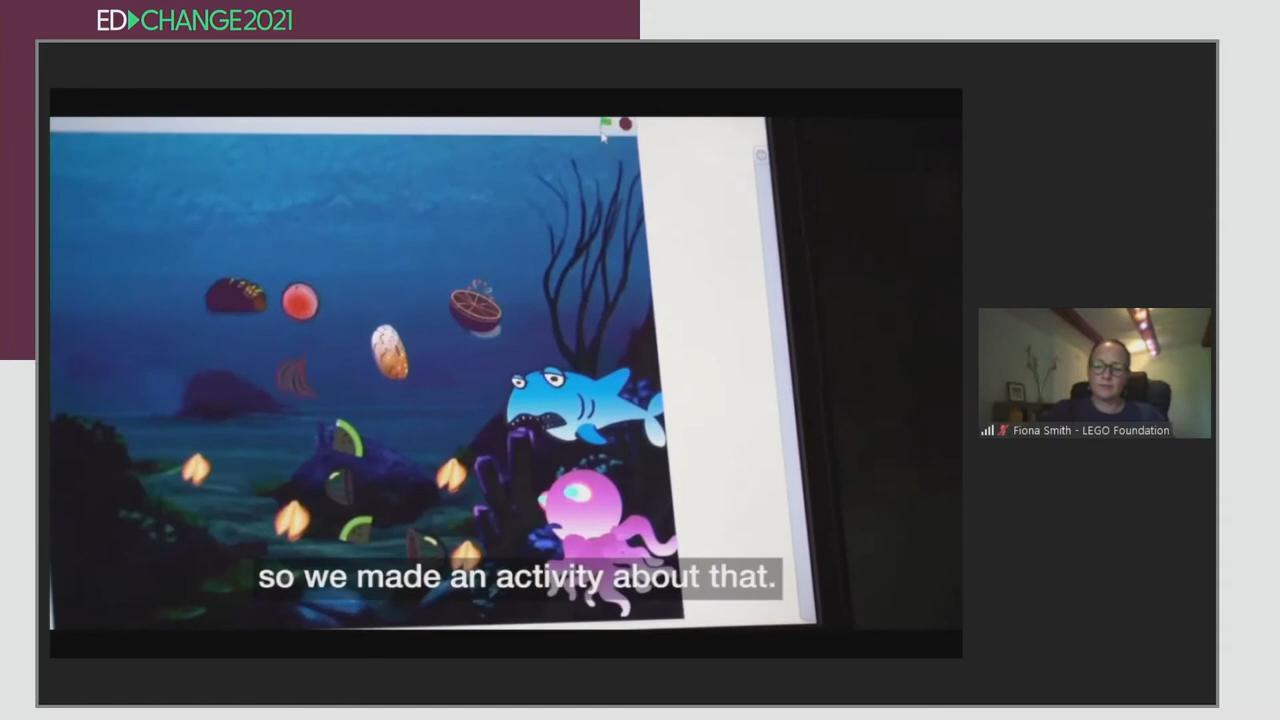 ED CHANGE2021
so we made an activity about that.
Fiona Smith - LEGO Foundation